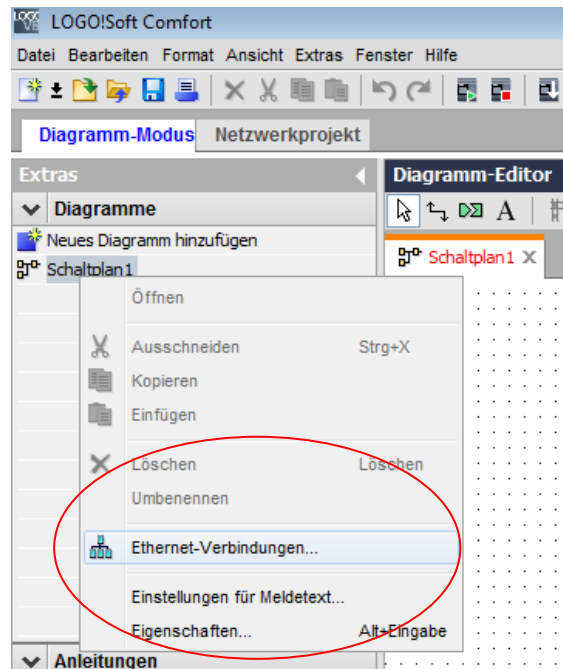 LOGO!Soft Comfort
Datei Bearbeiten Format Ansicht Extras Fenster Hilfe
Diagramm-Modus Netzwerkprojekt
Extras Diagramm-Editor
Diagramme
A
Neues Diagramm hinzufügen
Schaltplan1 Schaltplan1
Öffnen
Ausschneiden Strg+X
Kopieren
Einfügen
Löschen Löschen
Umbenennen
Ethernet-Verbindungen...
Einstellungen für Meldetext...
Eigenschaften... Alt+Eingabe
Anleitungen